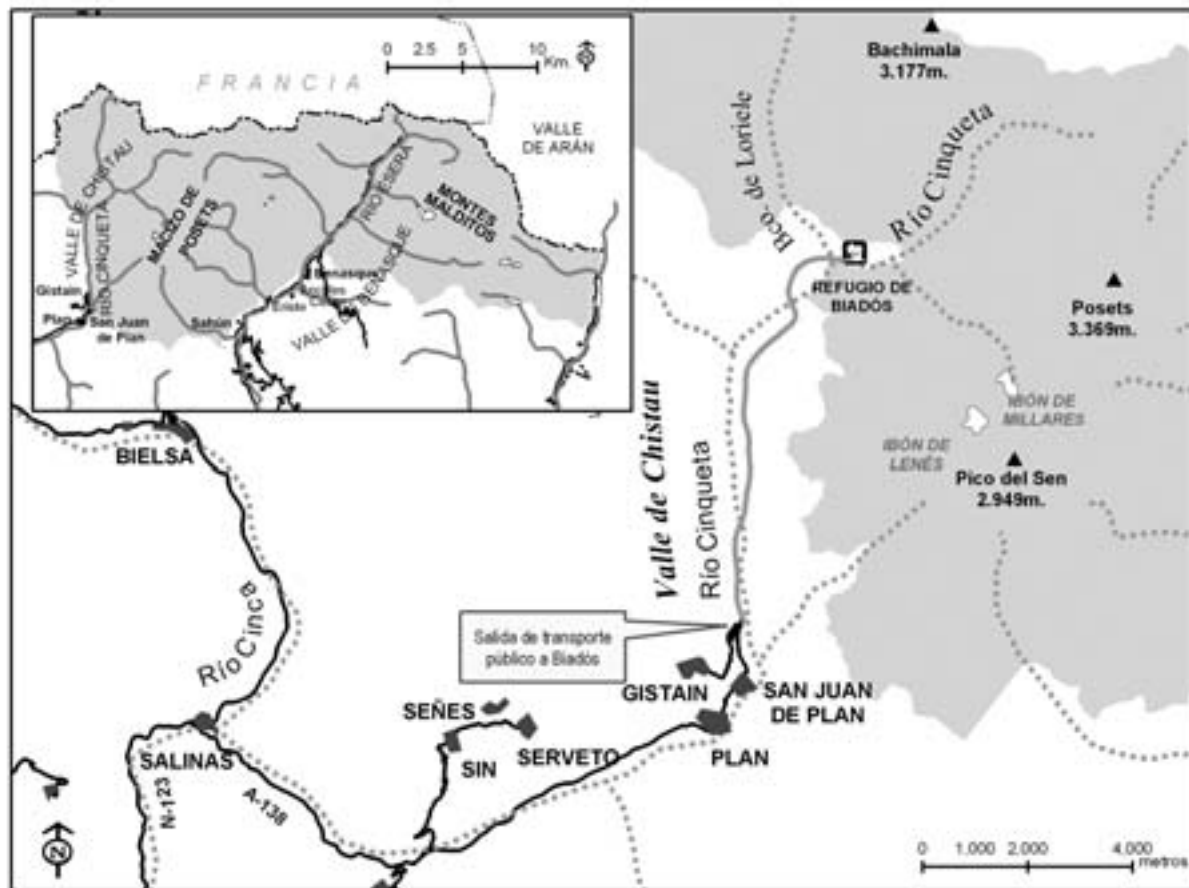 0 2.5 5 10
Km.
FRANCIA
VALLE
DE ARÁN
VALLE DE CHISTAU
RÍO CINQUETA
MACIZO DE
POSETS
RÍO ESERA
MONTES
MALDITOS
Benasque
Eriste
VALLE DE BENASQUE
Gistain
Plan
San Juan
de Plan
Sahún
Bachimala
3.177m.
Bco. de Loriele
Río Cinqueta
REFUGIO DE
BIADÓS
Posets
3.369m.
IBÓN DE
MILLARES
IBÓN DE
LENÉS
Pico del Sen
2.949m.
BIELSA
Valle de Chistau
Río Cinqueta
Río Cinca
Salida de transporte
público a Biadós
GISTAIN
SAN JUAN
DE PLAN
SEÑES
SERVETO
SIN
PLAN
SALINAS
N-123
A-138
N
0 1.000 2.000 4.000
metros